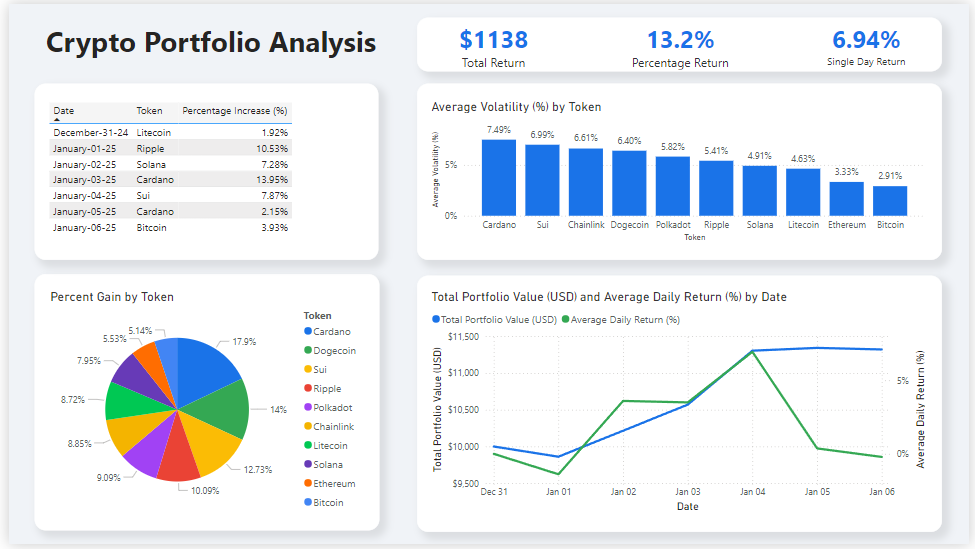 Crypto Portfolio Analysis
$1138
Total Return
13.2%
Percentage Return
6.94%
Single Day Return
Date Token Percentage Increase (%)
December-31-24 Litecoin 1.92%
January-01-25 Ripple 10.53%
January-02-25 Solana 7.28%
January-03-25 Cardano 13.95%
January-04-25 Sui 7.87%
January-05-25 Cardano 2.15%
January-06-25 Bitcoin 3.93%
Average Volatility (%) by Token
Average Volatility (%)
5%
0%
7.49% 6.99% 6.61% 6.40% 5.82% 5.41% 4.91% 4.63% 3.33% 2.91%
Cardano Sui Chainlink Dogecoin Polkadot Ripple Solana Litecoin Ethereum Bitcoin
Token
Percent Gain by Token
17.9%
14%
12.73%
10.09%
9.09%
8.85%
8.72%
7.95%
5.53%
5.14%
Token
Cardano
Dogecoin
Sui
Ripple
Polkadot
Chainlink
Litecoin
Solana
Ethereum
Bitcoin
Total Portfolio Value (USD) and Average Daily Return (%) by Date
Total Portfolio Value (USD) Average Daily Return (%)
Total Portfolio Value (USD)
$11,500
$11,000
$10,500
$10,000
$9,500
5%
0%
Average Daily Return (%)
Dec 31 Jan 01 Jan 02 Jan 03 Jan 04 Jan 05 Jan 06
Date